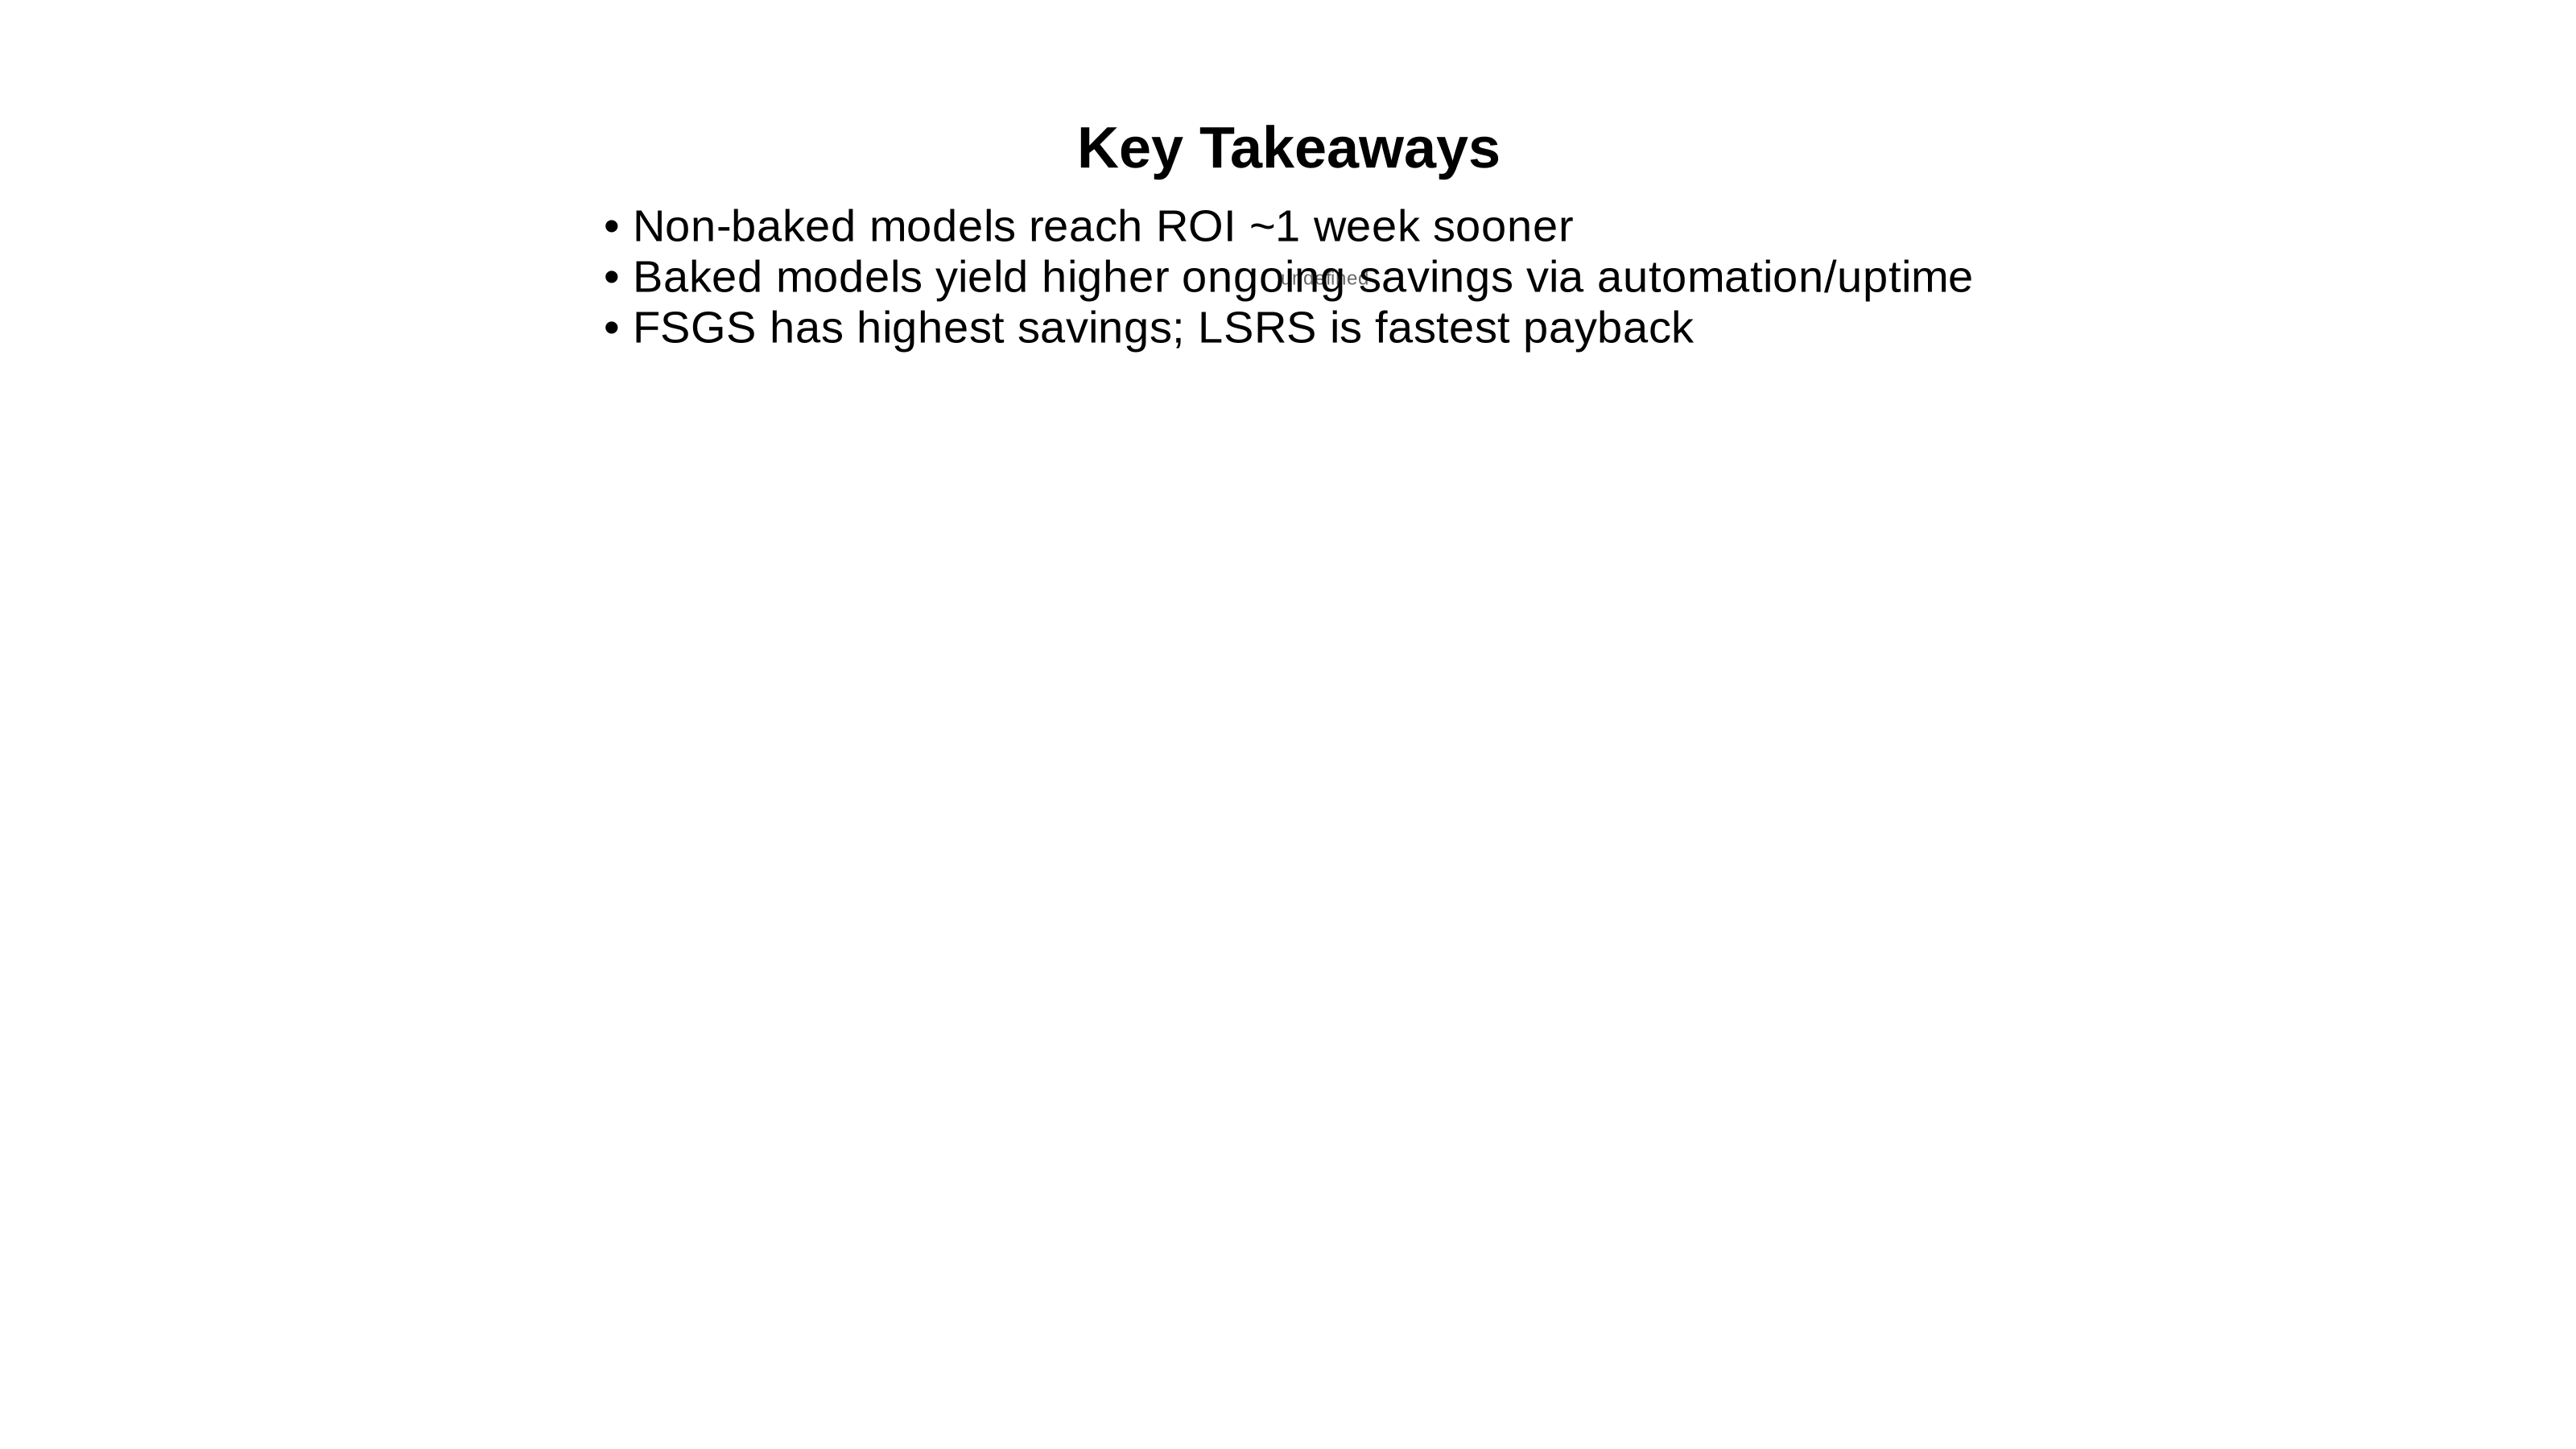 Key Takeaways
• Non-baked models reach ROI ~1 week sooner
• Baked models yield higher ongoing savings via automation/uptime
undefined
• FSGS has highest savings; LSRS is fastest payback